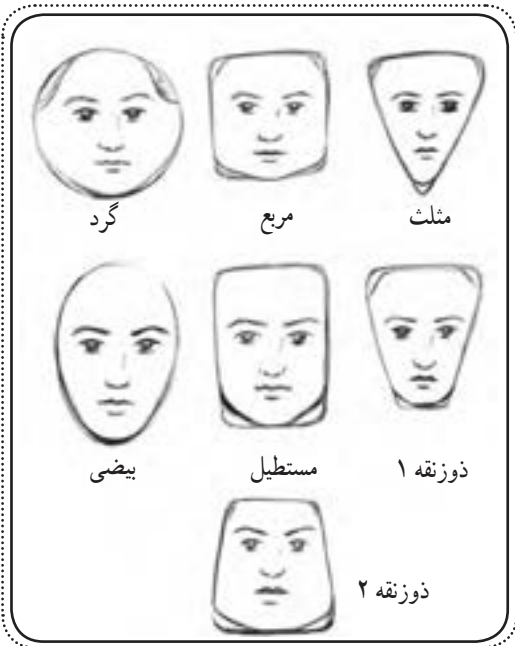 مثلث مربع گرد
ذوزنقه ۱ مستطیل بیضی
ذوزنقه ۲